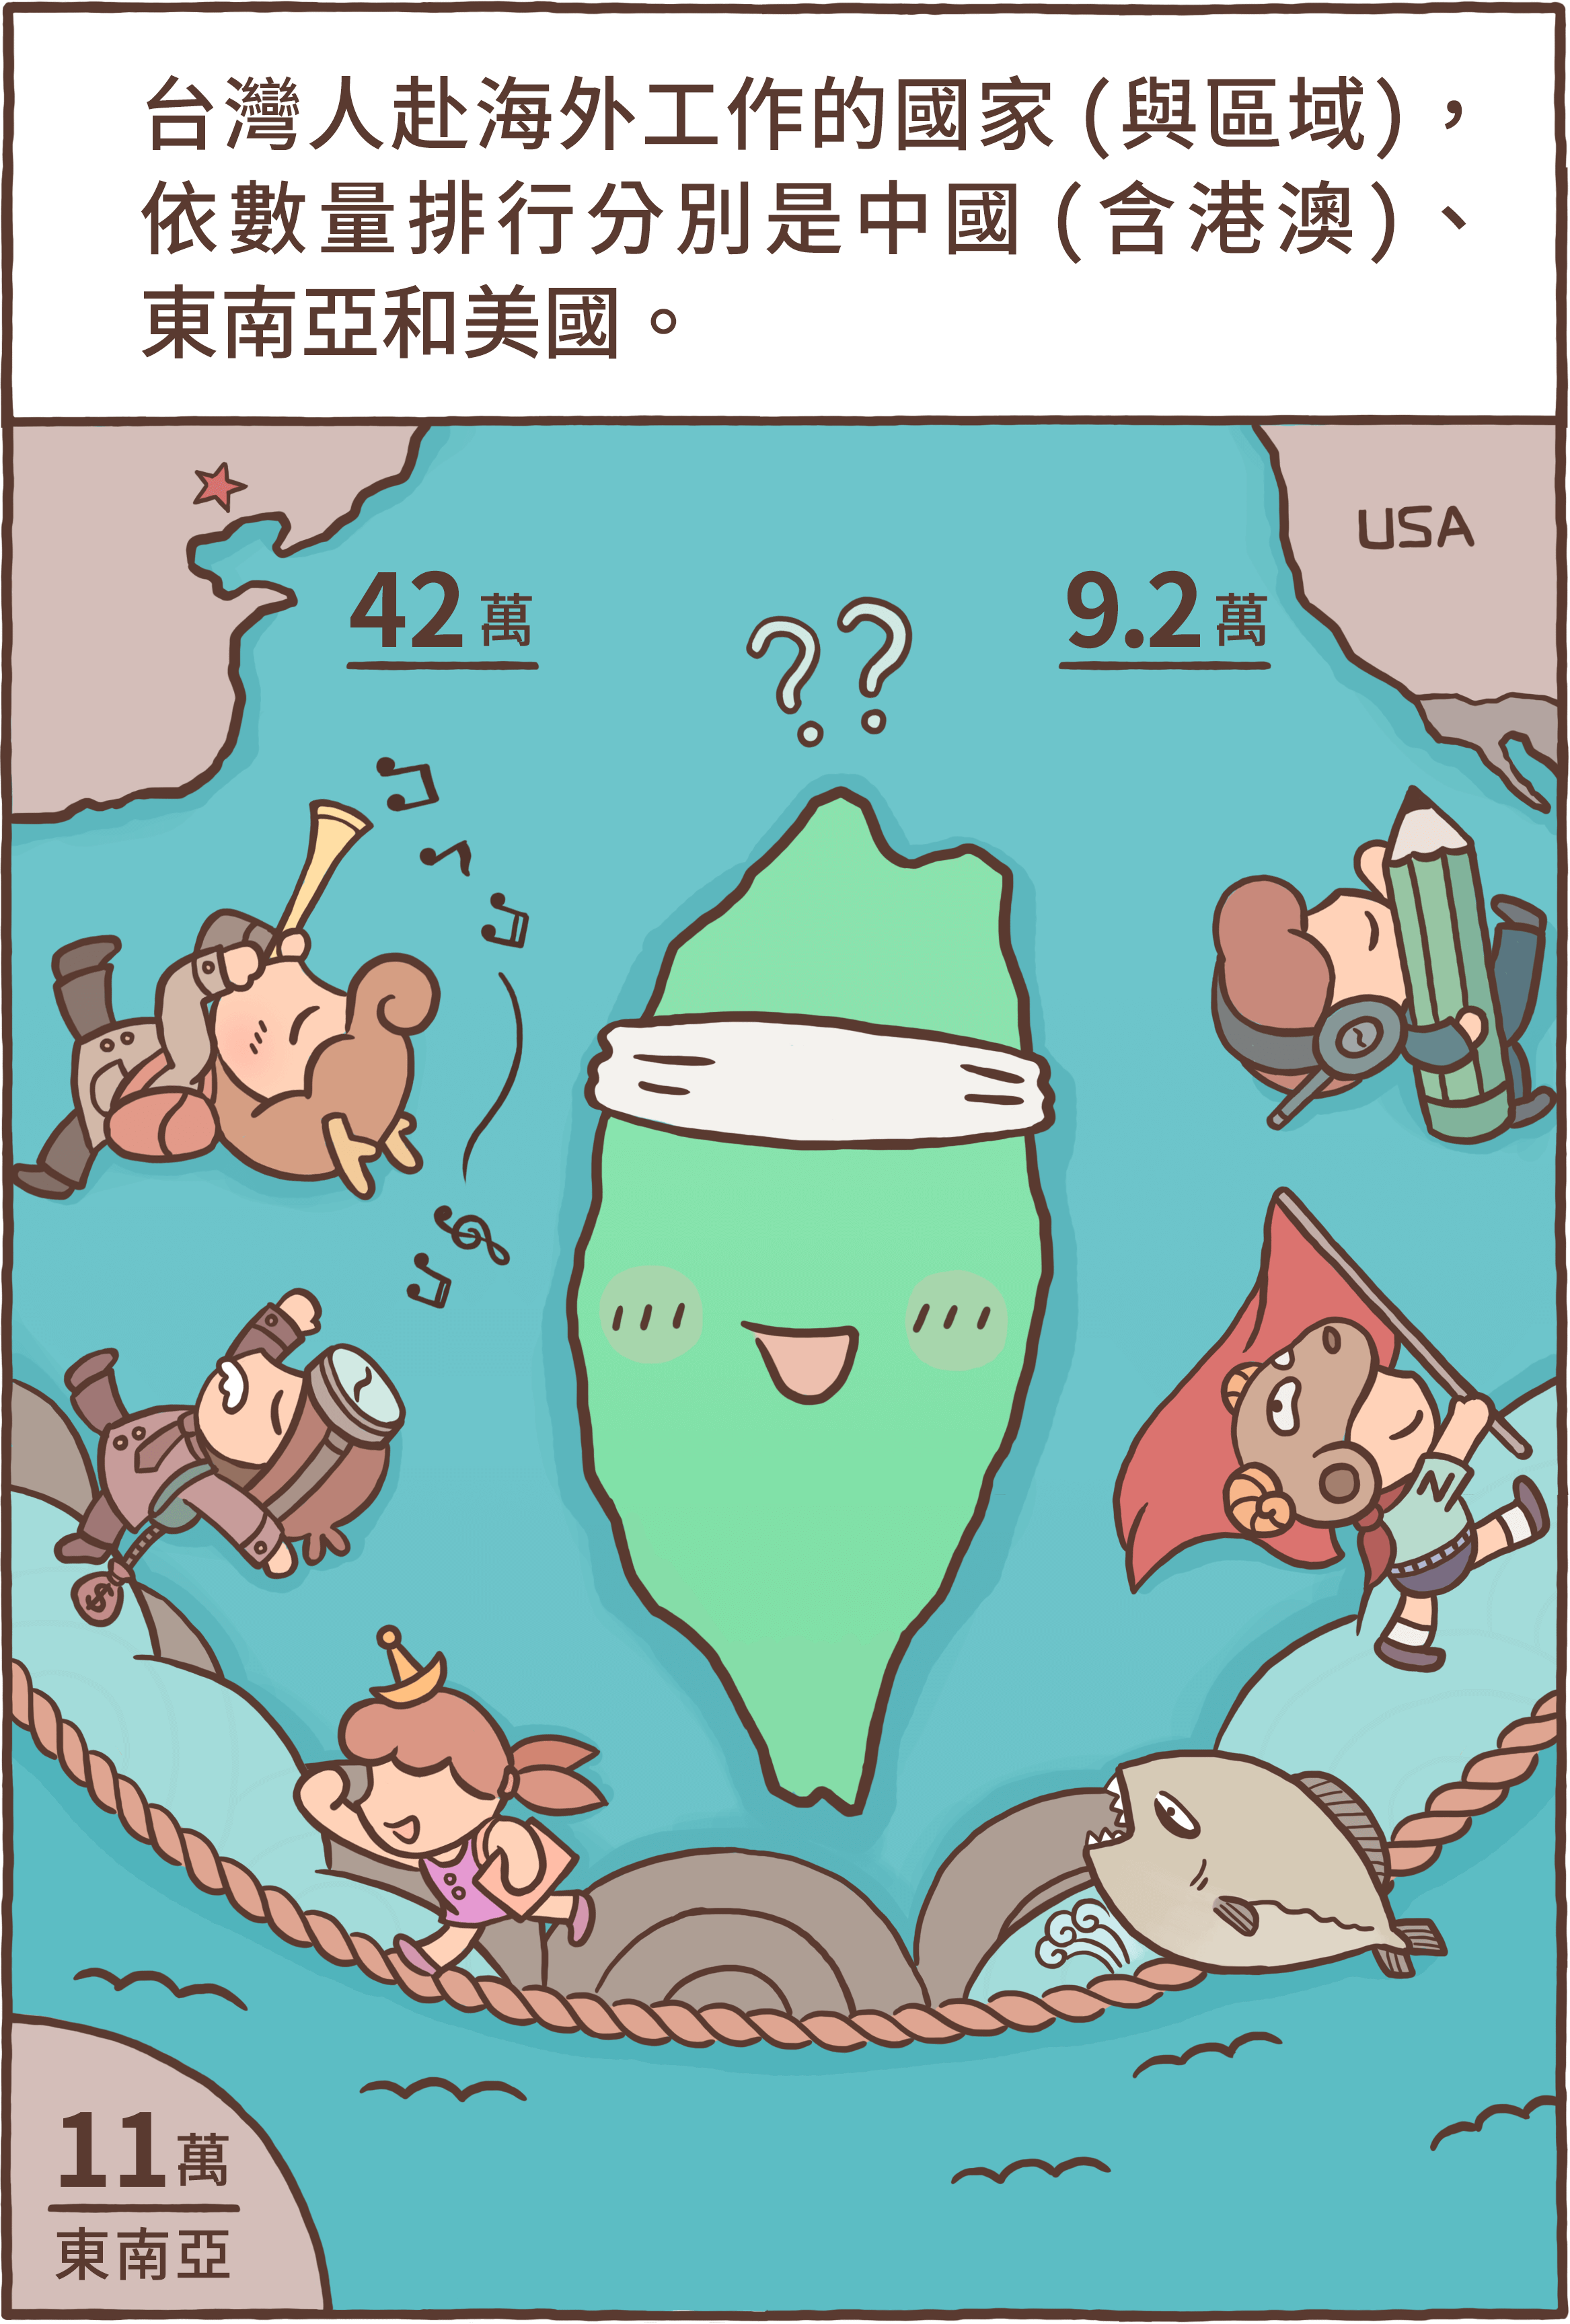 台灣人赴海外工作的國家(與區域)，
依數量排行分別是中國(含港澳)、
東南亞和美國。
USA
42萬
9.2萬
??
N
$
11萬
東南亞